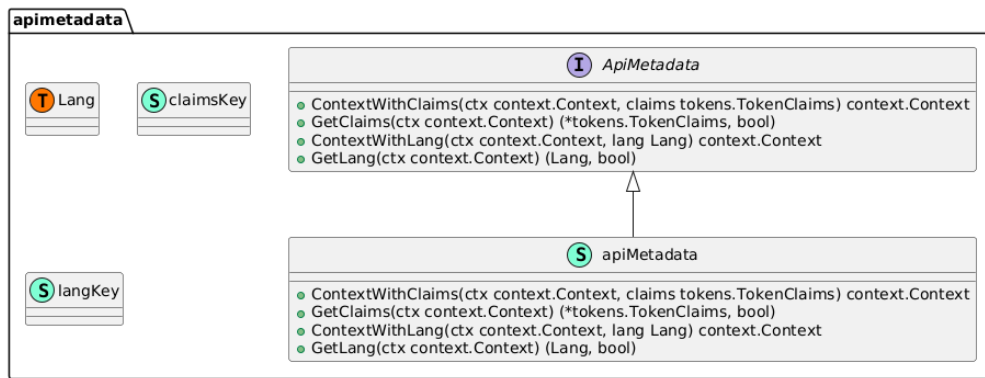 apimetadata
T Lang
S claimsKey
I ApiMetadata
ContextWithClaims(ctx context.Context, claims tokens.TokenClaims) context.Context
GetClaims(ctx context.Context) (*tokens.TokenClaims, bool)
ContextWithLang(ctx context.Context, lang Lang) context.Context
GetLang(ctx context.Context) (Lang, bool)
S langKey
S apiMetadata
ContextWithClaims(ctx context.Context, claims tokens.TokenClaims) context.Context
GetClaims(ctx context.Context) (*tokens.TokenClaims, bool)
ContextWithLang(ctx context.Context, lang Lang) context.Context
GetLang(ctx context.Context) (Lang, bool)